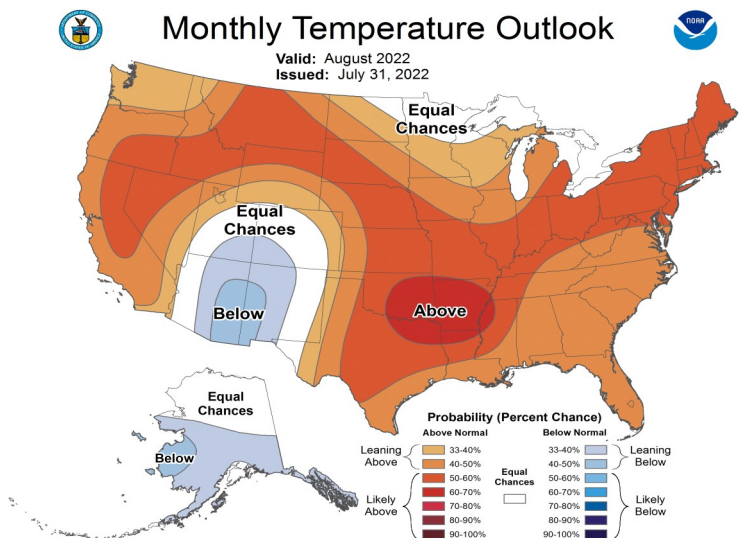 Monthly Temperature Outlook
NOAA
Valid: August 2022
Issued: July 31, 2022
Equal
Chances
Equal
Chances
Below
Above
Equal
Chances
Below
Probability (Percent Chance)
Above Normal
Below Normal
Leaning
Above
33-40%
40-50%
Likely
Above
50-60%
60-70%
70-80%
80-90%
90-100%
Equal
Chances
33-40%
40-50%
Leaning
Below
50-60%
60-70%
70-80%
80-90%
90-100%
Likely
Below